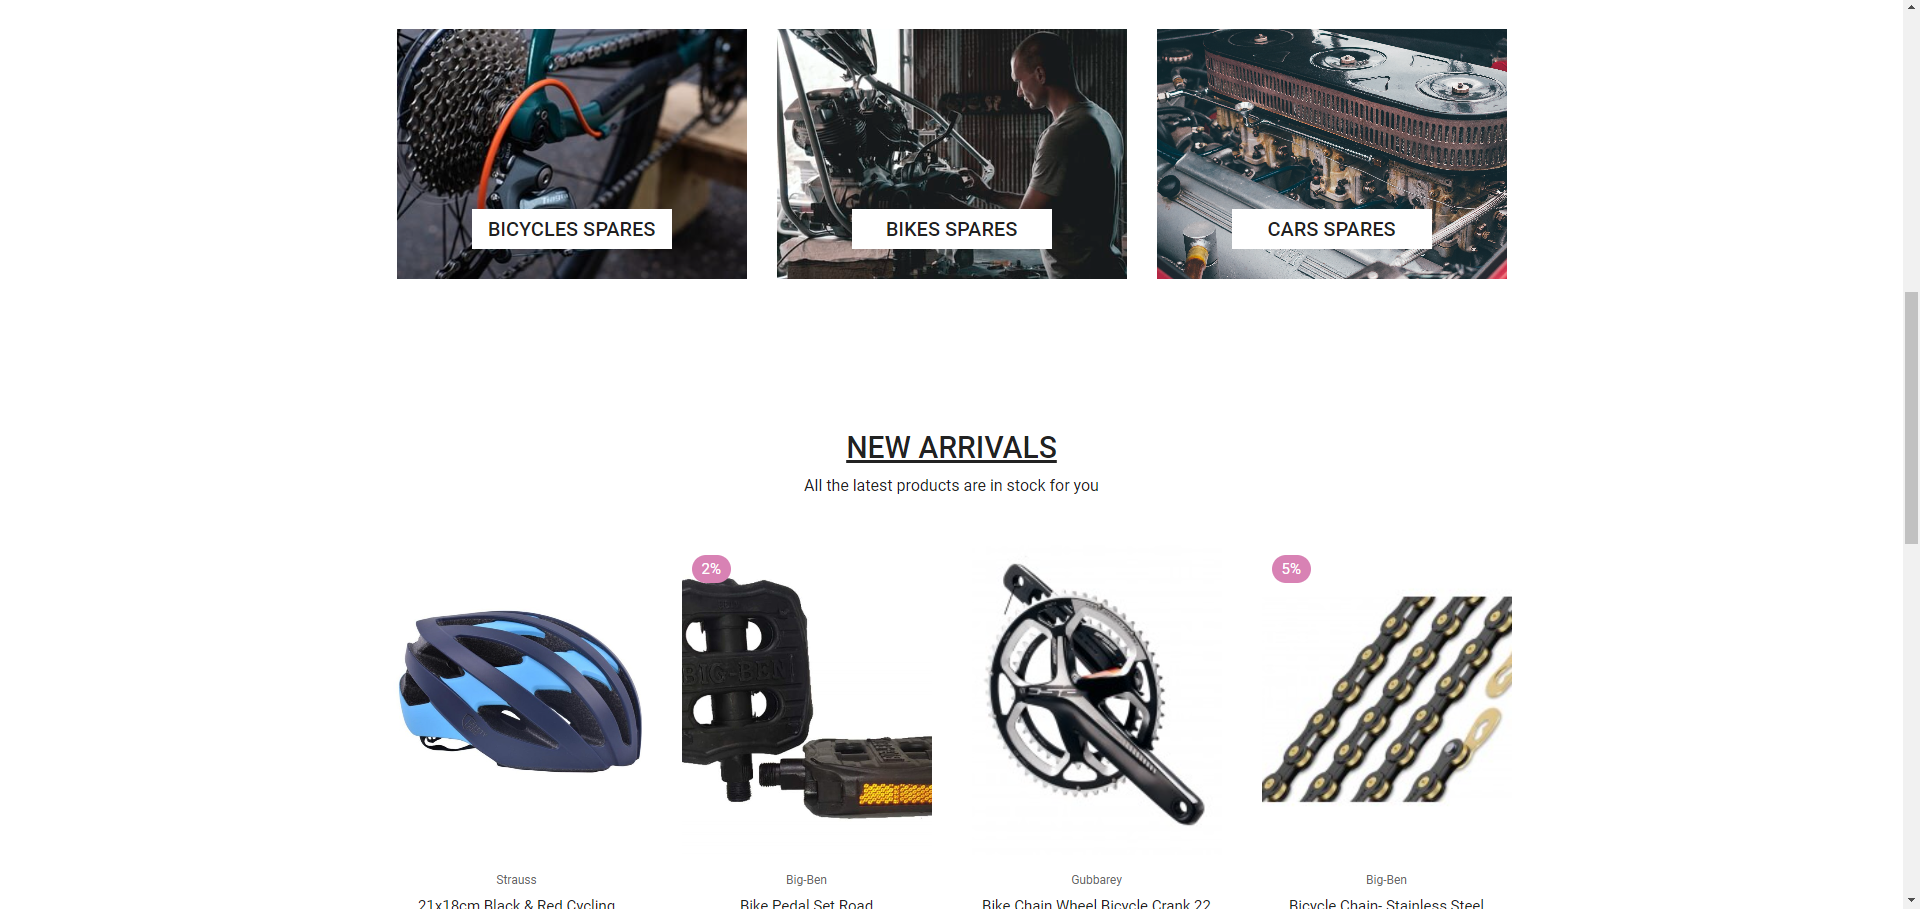 BICYCLES SPARES
BIKES SPARES
CARS SPARES
NEW ARRIVALS
All the latest products are in stock for you
2%
5%
BIG-BEN
Strauss
Big-Ben
Gubbarey
Big-Ben
21x18cm Black & Red Cycling
Bike Pedal Set Road
Bike Chain Wheel Bicycle Crank 22
Bicycle Chain- Stainless Steel